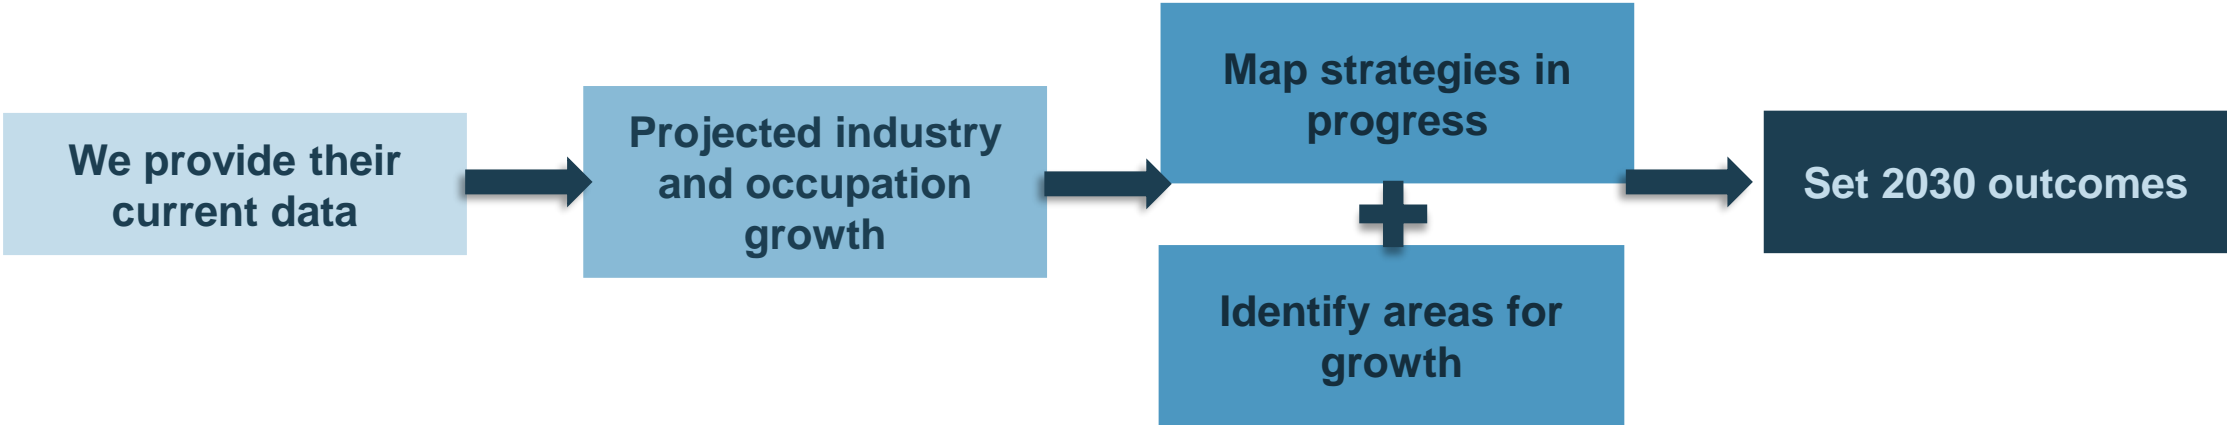 We provide their
current data
Projected industry
and occupation
growth
Map strategies in
progress
Identify areas for
growth
Set 2030 outcomes